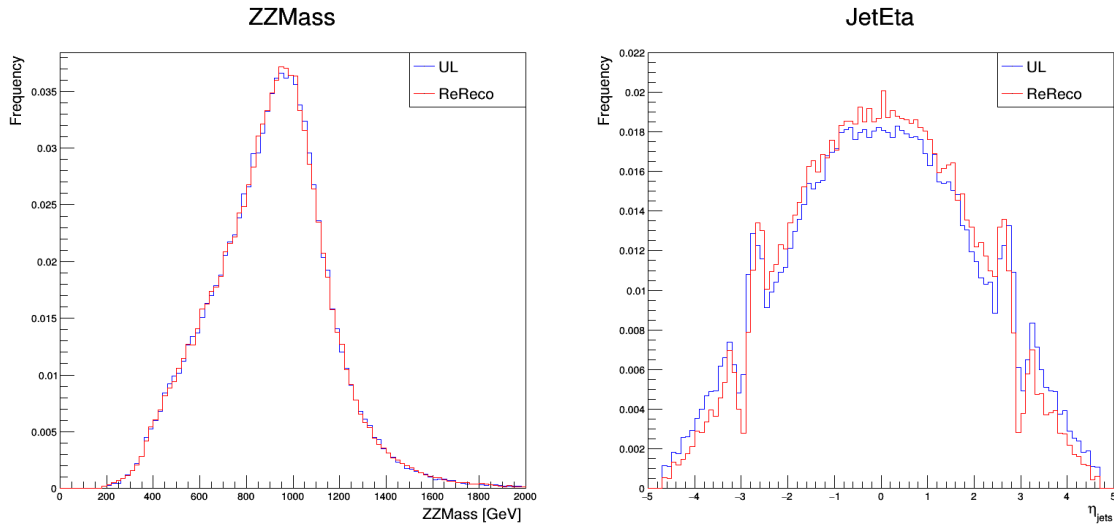 ZZMass
Frequency
0.035
0.03
0.025
0.02
0.015
0.01
0.005
0
0 200 400 600 800 1000 1200 1400 1600 1800 2000
ZZMass [GeV]
UL
ReReco
JetEta
Frequency
0.022
0.02
0.018
0.016
0.014
0.012
0.01
0.008
0.006
0.004
0.002
0
−5 −4 −3 −2 −1 0 1 2 3 4 5
η jets
UL
ReReco